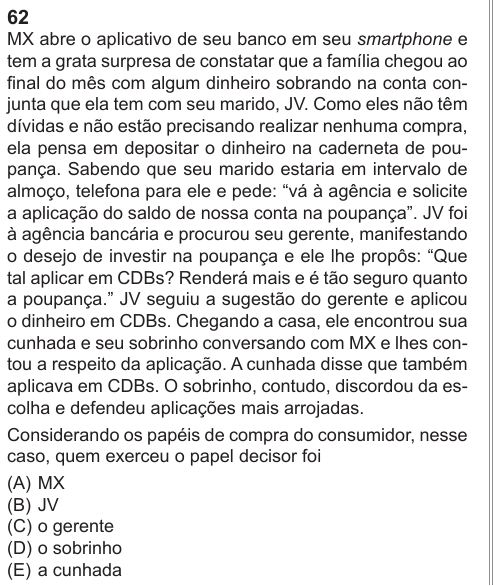 62
MX abre o aplicativo de seu banco em seu smartphone e
tem a grata surpresa de constatar que a família chegou ao
final do mês com algum dinheiro sobrando na conta con-
junta que ela tem com seu marido, JV. Como eles não têm
dívidas e não estão precisando realizar nenhuma compra,
ela pensa em depositar o dinheiro na caderneta de pou-
pança. Sabendo que seu marido estaria em intervalo de
almoço, telefona para ele e pede: “vá à agência e solicite
a aplicação do saldo de nossa conta na poupança”. JV foi
à agência bancária e procurou seu gerente, manifestando
o desejo de investir na poupança e ele lhe propôs: “Que
tal aplicar em CDBs? Renderá mais e é tão seguro quanto
a poupança.” JV seguiu a sugestão do gerente e aplicou
o dinheiro em CDBs. Chegando a casa, ele encontrou sua
cunhada e seu sobrinho conversando com MX e lhes con-
tou a respeito da aplicação. A cunhada disse que também
aplicava em CDBs. O sobrinho, contudo, discordou da es-
colha e defendeu aplicações mais arrojadas.
Considerando os papéis de compra do consumidor, nesse
caso, quem exerceu o papel decisor foi
(A) MX
(B) JV
(C) o gerente
(D) o sobrinho
(E) a cunhada